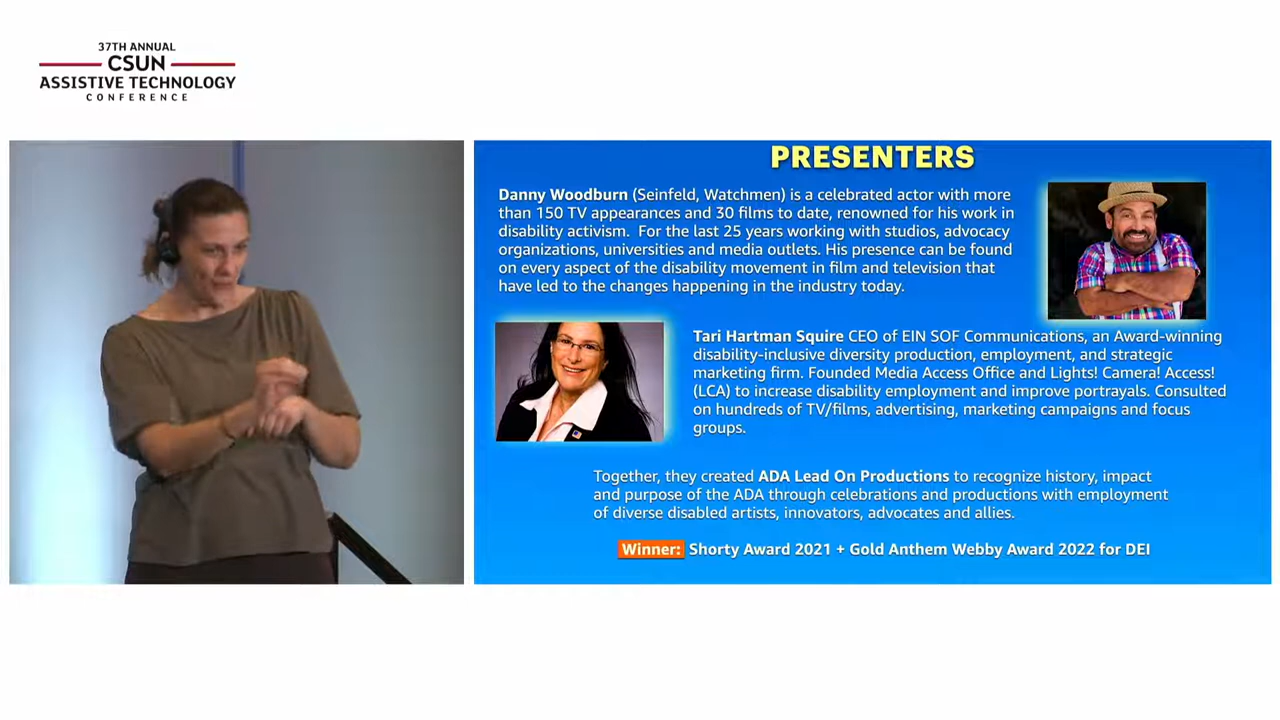 37TH ANNUAL
CSUN
ASSISTIVE TECHNOLOGY
CONFERENCE
PRESENTERS
Danny Woodburn (Seinfeld, Watchmen) is a celebrated actor with more
than 150 TV appearances and 30 films to date, renowned for his work in
disability activism. For the last 25 years working with studios, advocacy
organizations, universities and media outlets. His presence can be found
on every aspect of the disability movement in film and television that
have led to the changes happening in the industry today.
Tari Hartman Squire CEO of EIN SOF Communications, an Award-winning
disability-inclusive diversity production, employment, and strategic
marketing firm. Founded Media Access Office and Lights! Camera! Access!
(LCA) to increase disability employment and improve portrayals. Consulted
on hundreds of TV/films, advertising, marketing campaigns and focus
groups.
Together, they created ADA Lead On Productions to recognize history, impact
and purpose of the ADA through celebrations and productions with employment
of diverse disabled artists, innovators, advocates and allies.
Winner: Shorty Award 2021 + Gold Anthem Webby Award 2022 for DEI